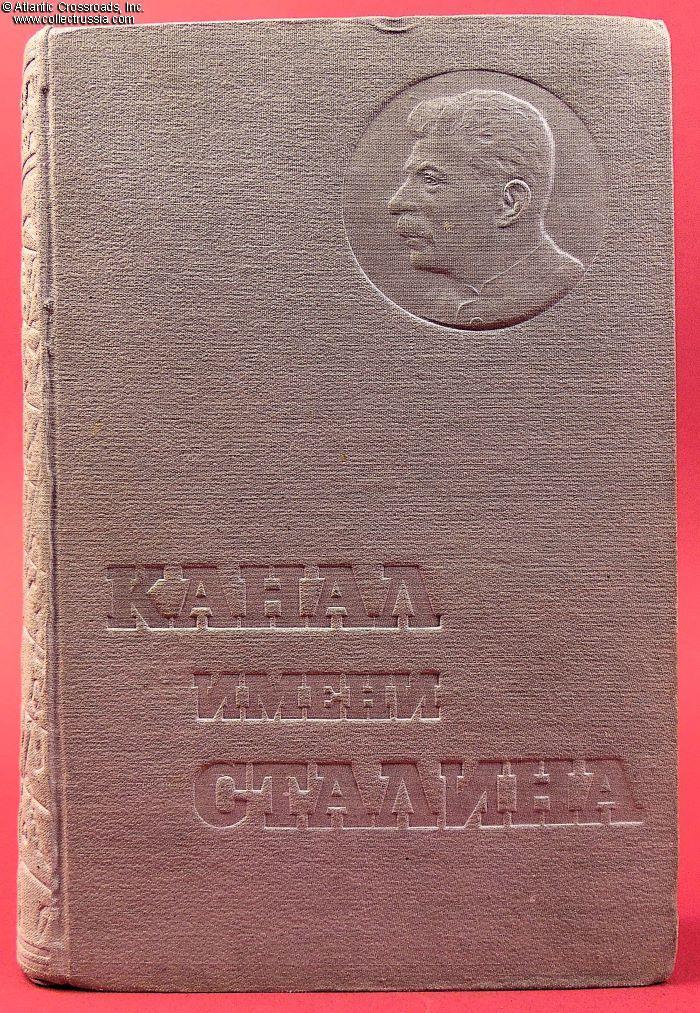 © Atlantic Crossroads, Inc.
www.collectrussia.com
КАНАЛ
ИМЕНИ
СТАЛИНА